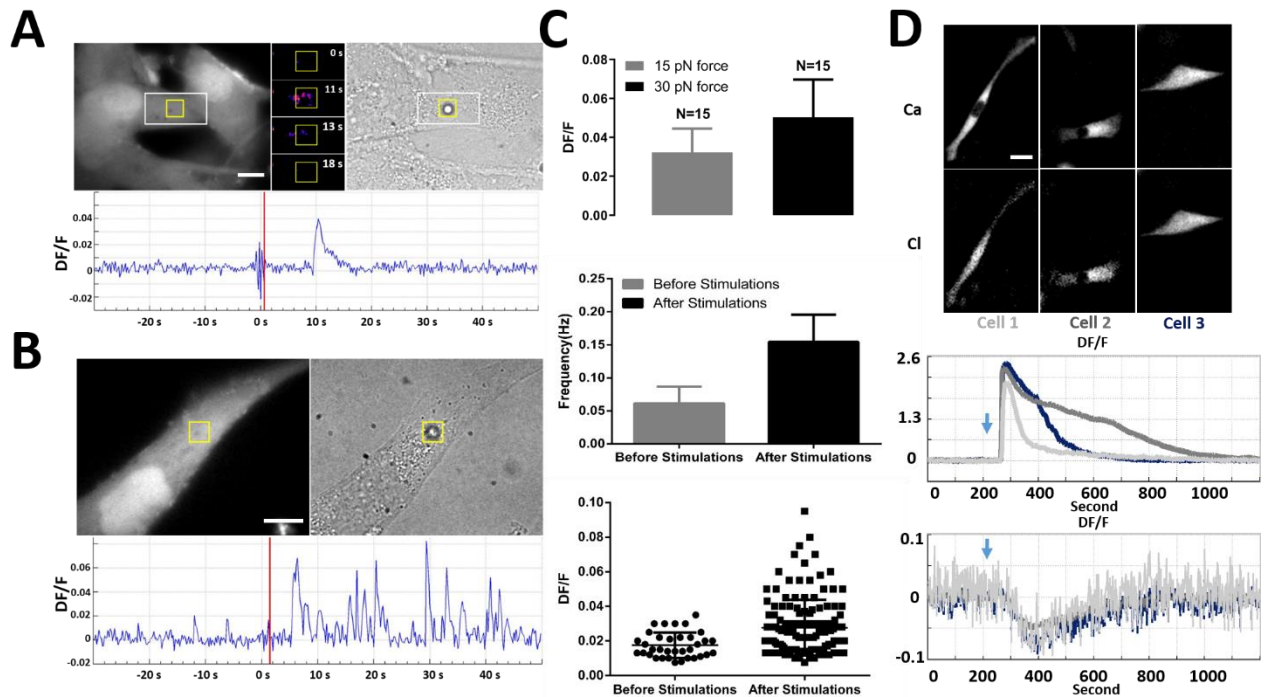 A
0 s
11 s
13 s
18 s
DF/F
0.04
0.02
0
-0.02
-20 s
-10 s
0 s
10 s
20 s
30 s
40 s
B
DF/F
0.06
0.04
0.02
0
-0.02
-20 s
-10 s
0 s
10 s
20 s
30 s
40 s
C
DF/F
0.08
0.06
0.04
0.02
0.00
15 pN force
30 pN force
N=15
N=15
Frequency(Hz)
0.25
0.20
0.15
0.10
0.05
0.00
Before Stimulations
After Stimulations
Before Stimulations
After Stimulations
DF/F
0.10
0.08
0.06
0.04
0.02
0.00
Before Stimulations
After Stimulations
D
Ca
Cl
Cell 1
Cell 2
Cell 3
DF/F
2.6
1.3
0
0
200
400
600
800
1000
Second
DF/F
0.1
0
-0.1
0
200
400
600
800
1000
Second